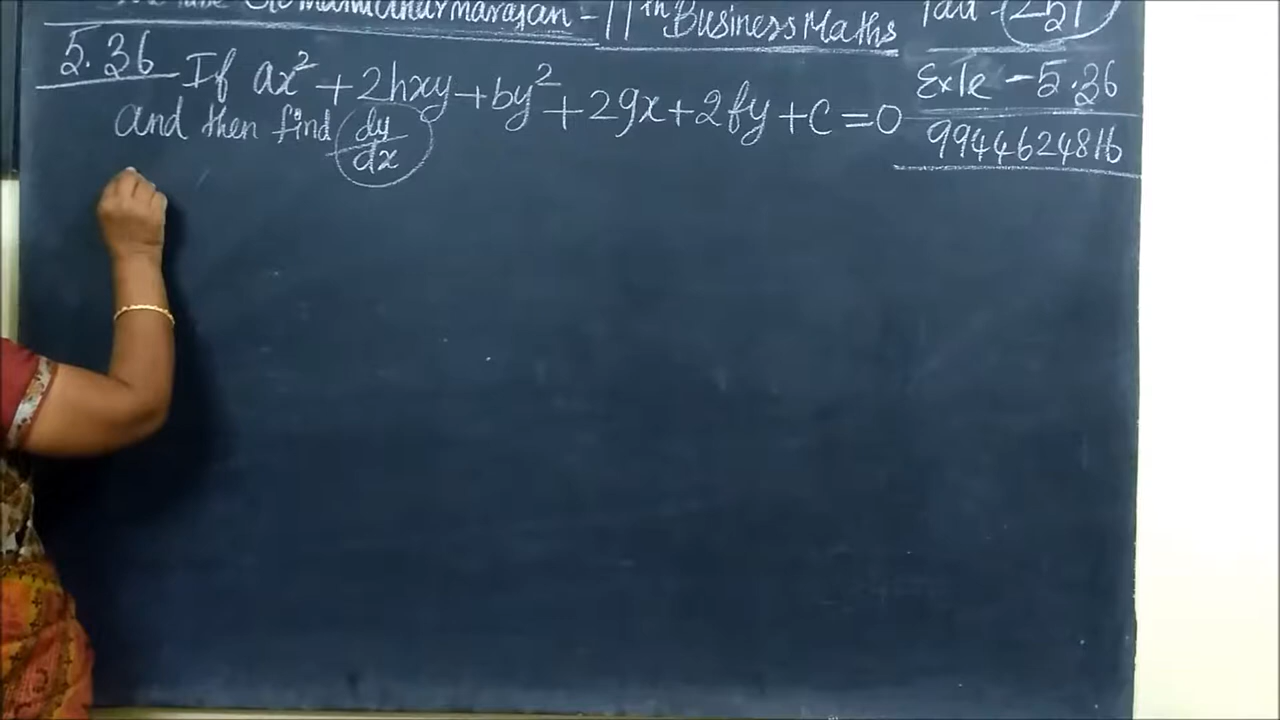 - 11th Business Maths
251
5.36 If ax² + 2hxy + by² + 2gx + 2fy + c = 0
and then find dy/dx
Exle - 5.36
9944624816